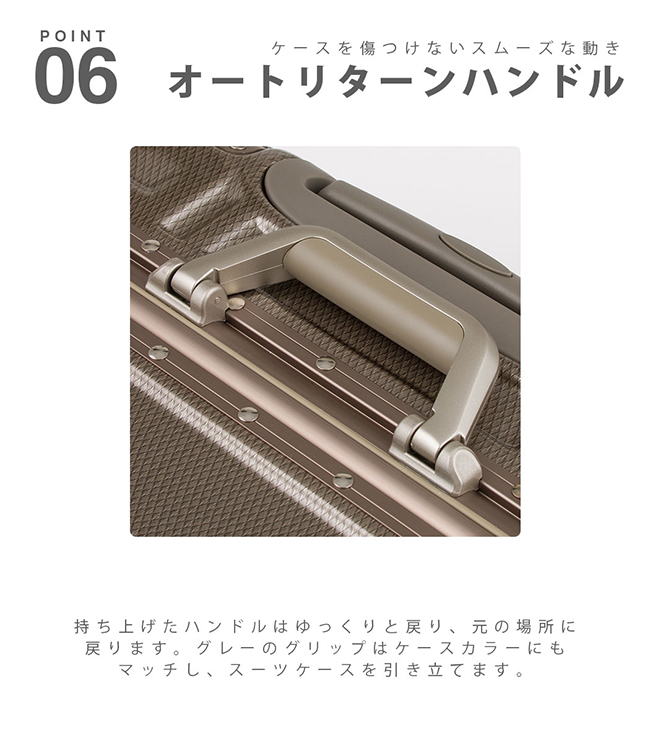 POINT
06
ケースを傷つけないスムーズな動き
オートリターンハンドル
持ち上げたハンドルはゆっくりと戻り、元の場所に
戻ります。グレーのグリップはケースカラーにも
マッチし、スーツケースを引き立てます。